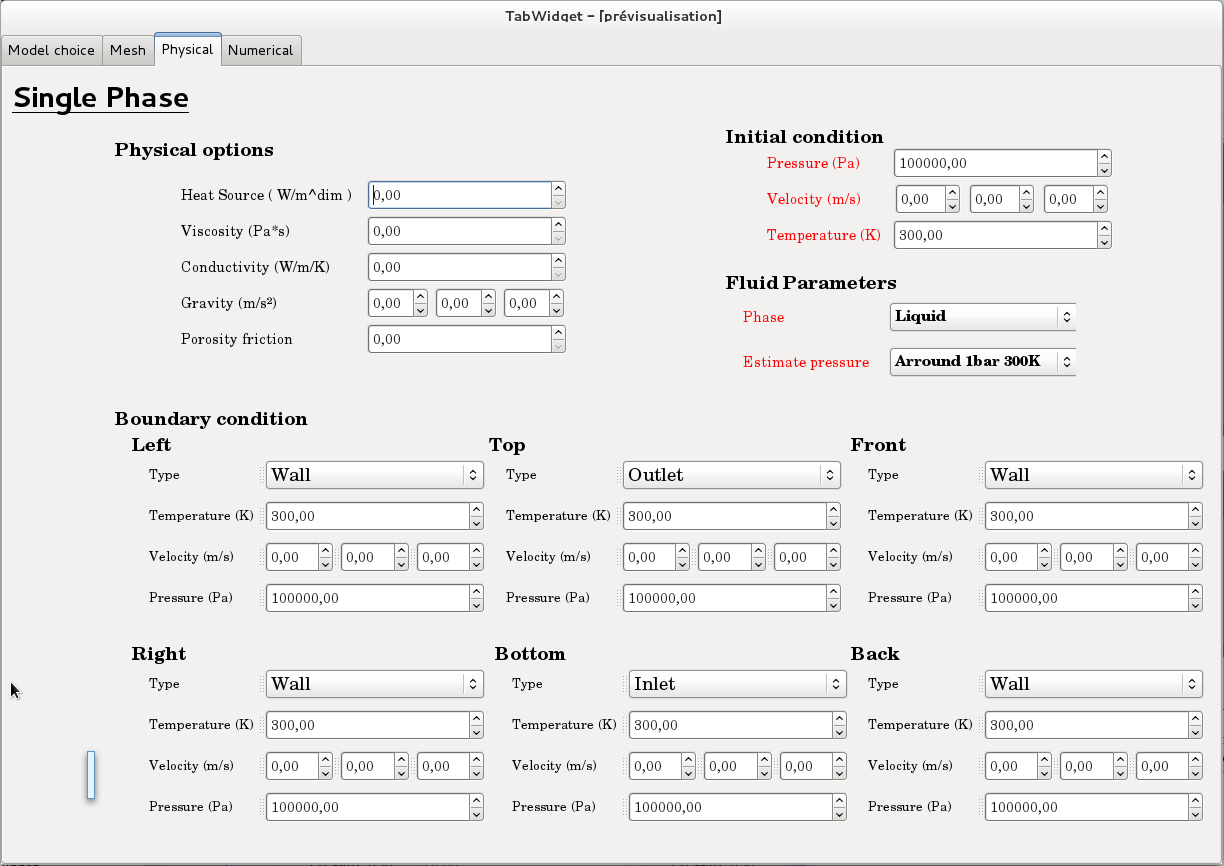 TabWidget – [prévisualisation]
Model choice Mesh Physical Numerical
Single Phase
Physical options
Heat Source ( W/m^dim ) 0,00
Viscosity (Pa*s) 0,00
Conductivity (W/m/K) 0,00
Gravity (m/s²) 0,00 0,00 0,00
Porosity friction 0,00
Initial condition
Pressure (Pa) 100000,00
Velocity (m/s) 0,00 0,00 0,00
Temperature (K) 300,00
Fluid Parameters
Phase Liquid
Estimate pressure Arround 1bar 300K
Boundary condition
Left
Type Wall
Temperature (K) 300,00
Velocity (m/s) 0,00 0,00 0,00
Pressure (Pa) 100000,00
Top
Type Outlet
Temperature (K) 300,00
Velocity (m/s) 0,00 0,00 0,00
Pressure (Pa) 100000,00
Front
Type Wall
Temperature (K) 300,00
Velocity (m/s) 0,00 0,00 0,00
Pressure (Pa) 100000,00
Right
Type Wall
Temperature (K) 300,00
Velocity (m/s) 0,00 0,00 0,00
Pressure (Pa) 100000,00
Bottom
Type Inlet
Temperature (K) 300,00
Velocity (m/s) 0,00 0,00 0,00
Pressure (Pa) 100000,00
Back
Type Wall
Temperature (K) 300,00
Velocity (m/s) 0,00 0,00 0,00
Pressure (Pa) 100000,00